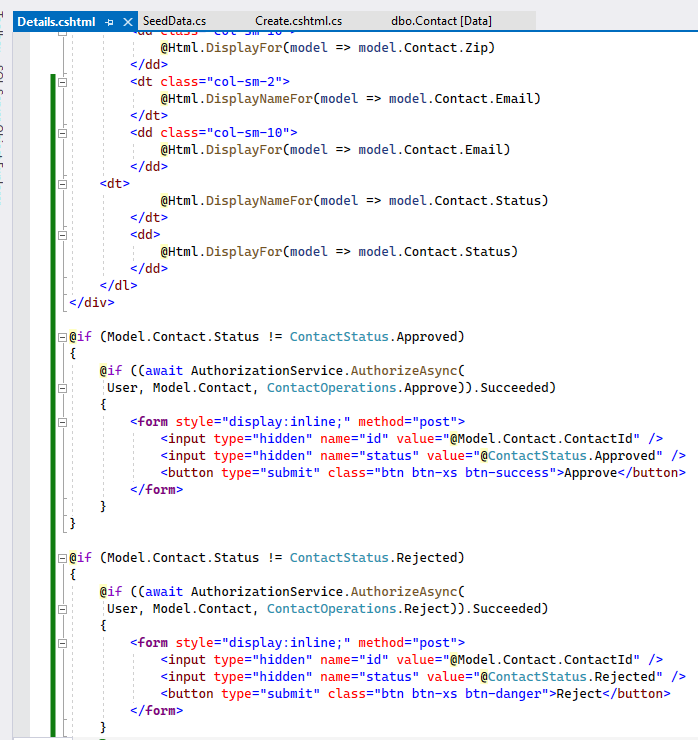 Details.cshtml SeedData.cs Create.cshtml.cs dbo.Contact [Data]
<dd class="col-sm-10">
@Html.DisplayFor(model => model.Contact.Zip)
</dd>
<dt class="col-sm-2">
@Html.DisplayNameFor(model => model.Contact.Email)
</dt>
<dd class="col-sm-10">
@Html.DisplayFor(model => model.Contact.Email)
</dd>
<dt>
@Html.DisplayNameFor(model => model.Contact.Status)
</dt>
<dd>
@Html.DisplayFor(model => model.Contact.Status)
</dd>
</dl>
</div>
@if (Model.Contact.Status != ContactStatus.Approved)
{
@if ((await AuthorizationService.AuthorizeAsync(
User, Model.Contact, ContactOperations.Approve)).Succeeded)
{
<form style="display:inline;" method="post">
<input type="hidden" name="id" value="@Model.Contact.ContactId" />
<input type="hidden" name="status" value="@ContactStatus.Approved" />
<button type="submit" class="btn btn-xs btn-success">Approve</button>
</form>
}
}
@if (Model.Contact.Status != ContactStatus.Rejected)
{
@if ((await AuthorizationService.AuthorizeAsync(
User, Model.Contact, ContactOperations.Reject)).Succeeded)
{
<form style="display:inline;" method="post">
<input type="hidden" name="id" value="@Model.Contact.ContactId" />
<input type="hidden" name="status" value="@ContactStatus.Rejected" />
<button type="submit" class="btn btn-xs btn-danger">Reject</button>
</form>
}